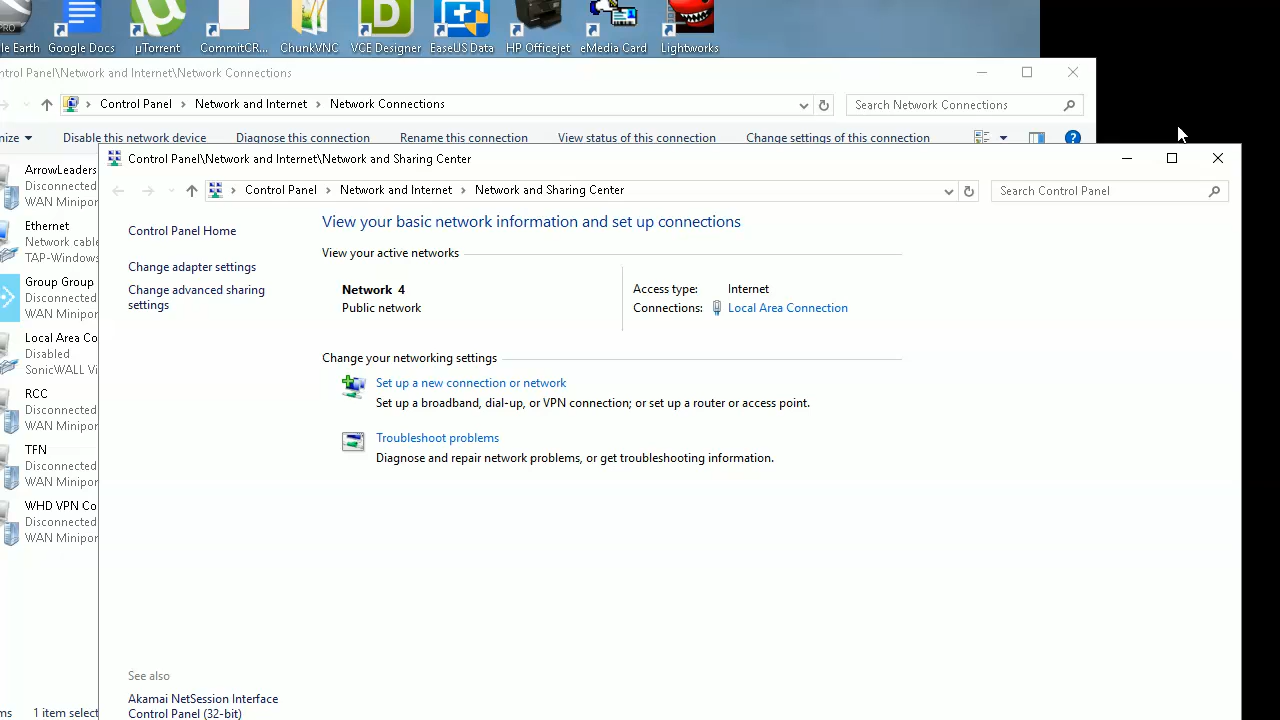 PRO
le Earth
Google Docs
µTorrent
CommitCR...
ChunkVNC
VCE Designer
EaseUS Data
HP Officejet
eMedia Card
Lightworks
ntrol Panel\Network and Internet\Network Connections
Control Panel > Network and Internet > Network Connections
Search Network Connections
nize
Disable this network device
Diagnose this connection
Rename this connection
View status of this connection
Change settings of this connection
ArrowLeaders
Disconnected
WAN Minipor
Ethernet
Network cable
TAP-Windows
Group Group
Disconnected
WAN Minipor
Local Area Co
Disabled
SonicWALL Vi
RCC
Disconnected
WAN Minipor
TFN
Disconnected
WAN Minipor
WHD VPN Co
Disconnected
WAN Minipor
ms
1 item select
Control Panel\Network and Internet\Network and Sharing Center
Control Panel > Network and Internet > Network and Sharing Center
Search Control Panel
Control Panel Home
Change adapter settings
Change advanced sharing
settings
View your basic network information and set up connections
View your active networks
Network 4
Public network
Access type: Internet
Connections: Local Area Connection
Change your networking settings
Set up a new connection or network
Set up a broadband, dial-up, or VPN connection; or set up a router or access point.
Troubleshoot problems
Diagnose and repair network problems, or get troubleshooting information.
See also
Akamai NetSession Interface
Control Panel (32-bit)